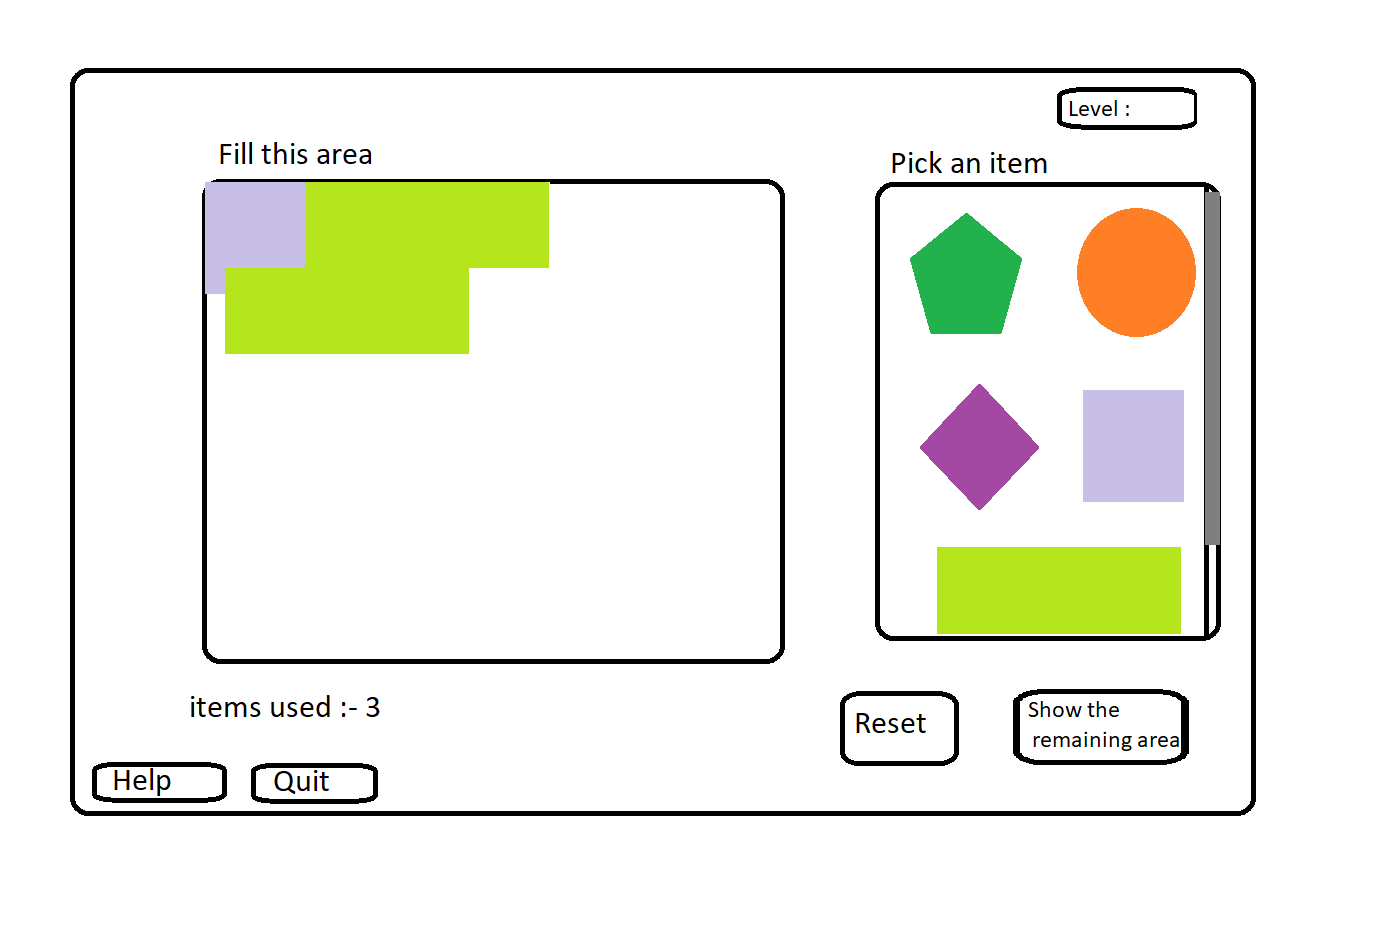 Level :
Fill this area
Pick an item
items used :- 3
Reset
Show the
remaining area
Help
Quit